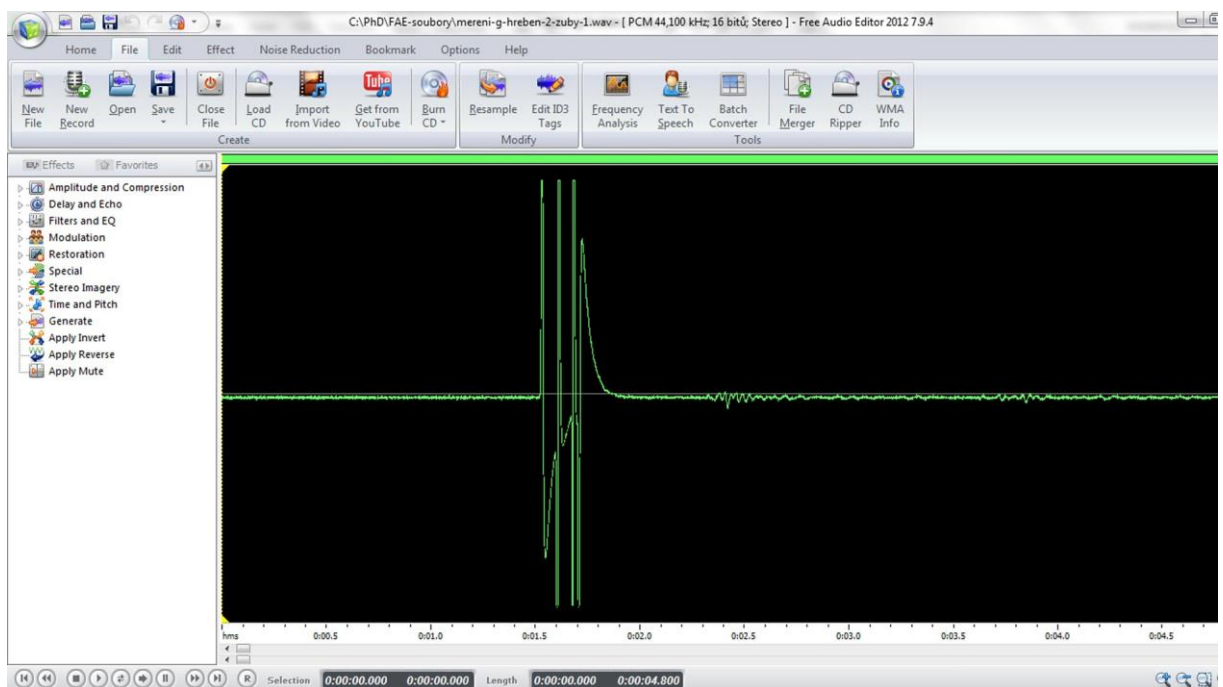 C:\PhD\FAE-soubory\mereni-g-hreben-2-zuby-1.wav - [ PCM 44,100 kHz; 16 bitů; Stereo ] - Free Audio Editor 2012 7.9.4
Home File Edit Effect Noise Reduction Bookmark Options Help
New File
New Record
Open
Save
Close File
Load CD
Import from Video
Get from YouTube
Burn CD
Resample
Edit ID3 Tags
Frequency Analysis
Text To Speech
Batch Converter
File Merger
CD Ripper
WMA Info
Create
Modify
Tools
Effects Favorites
Amplitude and Compression
Delay and Echo
Filters and EQ
Modulation
Restoration
Special
Stereo Imagery
Time and Pitch
Generate
Apply Invert
Apply Reverse
Apply Mute
hms 0:00.5 0:01.0 0:01.5 0:02.0 0:02.5 0:03.0 0:03.5 0:04.0 0:04.5
R Selection 0:00:00.000 0:00:00.000 Length 0:00:00.000 0:00:04.800